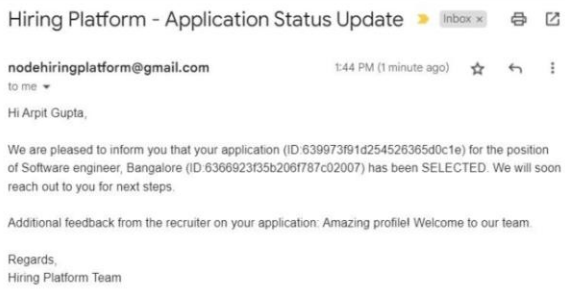 Hiring Platform - Application Status Update Inbox ×
nodehiringplatform@gmail.com 1:44 PM (1 minute ago)
to me
Hi Arpit Gupta,
We are pleased to inform you that your application (ID:639973f91d254526365d0c1e) for the position
of Software engineer, Bangalore (ID:6366923f35b206f787c02007) has been SELECTED. We will soon
reach out to you for next steps.
Additional feedback from the recruiter on your application: Amazing profile! Welcome to our team.
Regards,
Hiring Platform Team